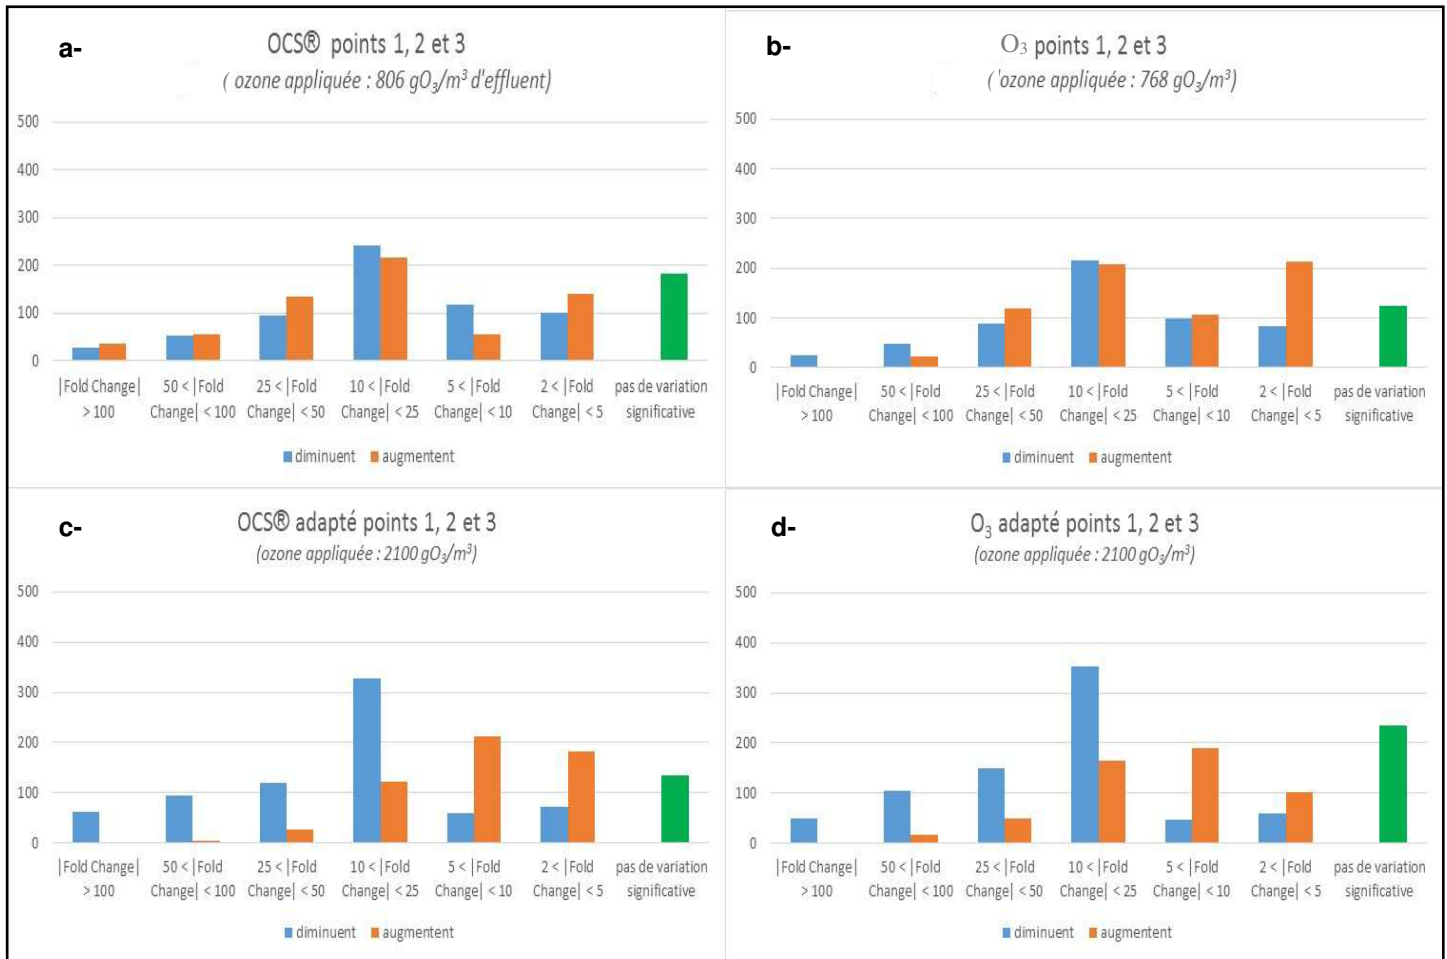 a-
OCS® points 1, 2 et 3
( ozone appliquée : 806 gO₃/m³ d'effluent)
500
400
300
200
100
0
|Fold Change| > 100
50 < |Fold Change| < 100
25 < |Fold Change| < 50
10 < |Fold Change| < 25
5 < |Fold Change| < 10
2 < |Fold Change| < 5
pas de variation significative
diminuent augmentent
b-
O₃ points 1, 2 et 3
( 'ozone appliquée : 768 gO₃/m³)
500
400
300
200
100
0
|Fold Change| > 100
50 < |Fold Change| < 100
25 < |Fold Change| < 50
10 < |Fold Change| < 25
5 < |Fold Change| < 10
2 < |Fold Change| < 5
pas de variation significative
diminuent augmentent
c-
OCS® adapté points 1, 2 et 3
(ozone appliquée : 2100 gO₃/m³)
500
400
300
200
100
0
|Fold Change| > 100
50 < |Fold Change| < 100
25 < |Fold Change| < 50
10 < |Fold Change| < 25
5 < |Fold Change| < 10
2 < |Fold Change| < 5
pas de variation significative
diminuent augmentent
d-
O₃ adapté points 1, 2 et 3
(ozone appliquée : 2100 gO₃/m³)
500
400
300
200
100
0
|Fold Change| > 100
50 < |Fold Change| < 100
25 < |Fold Change| < 50
10 < |Fold Change| < 25
5 < |Fold Change| < 10
2 < |Fold Change| < 5
pas de variation significative
diminuent augmentent